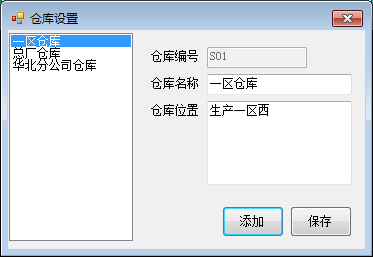 仓库设置
一区仓库
总厂仓库
华北分公司仓库
仓库编号 S01
仓库名称 一区仓库
仓库位置 生产一区西
添加 保存